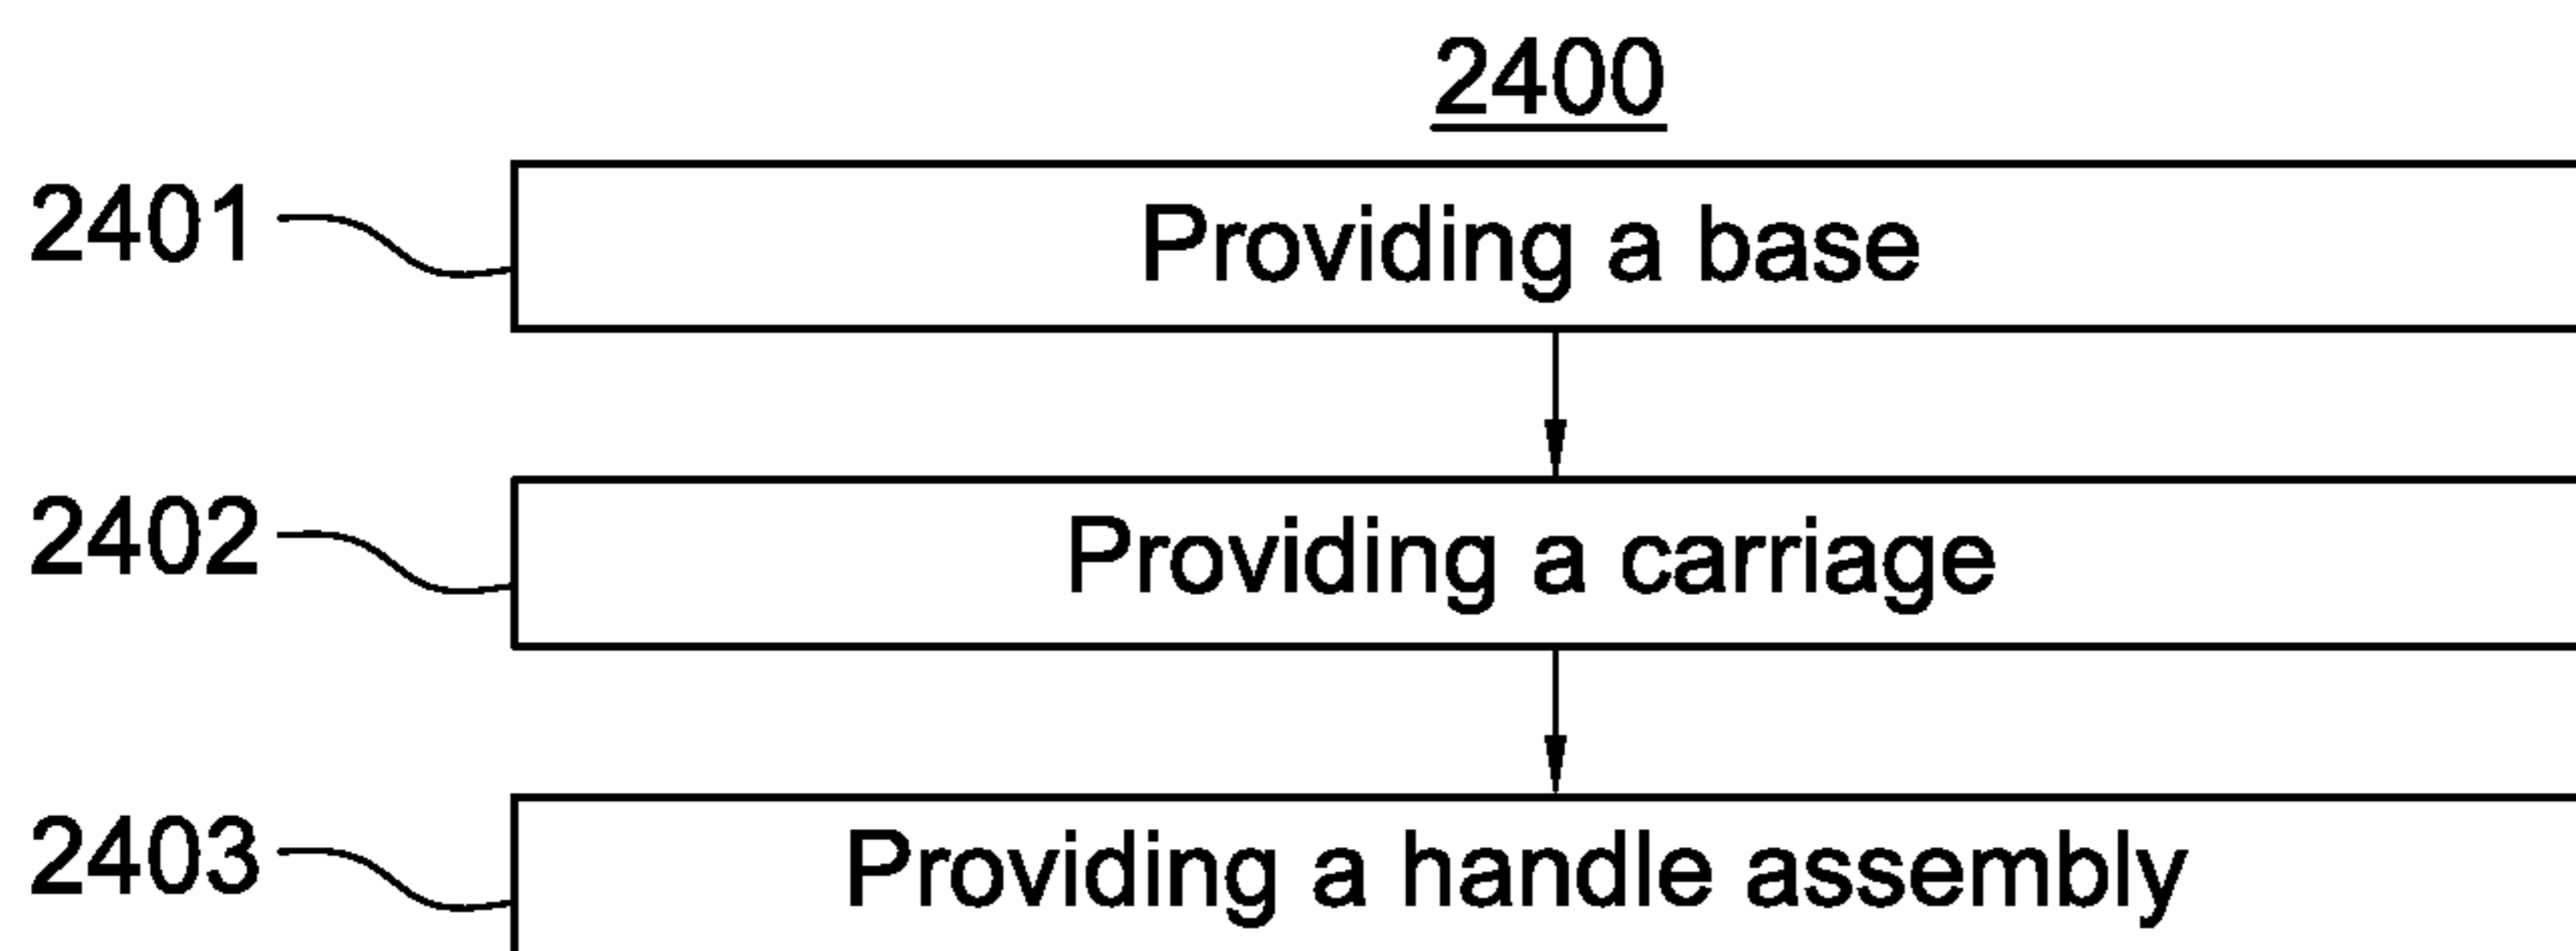 2400
2401 Providing a base
2402 Providing a carriage
2403 Providing a handle assembly